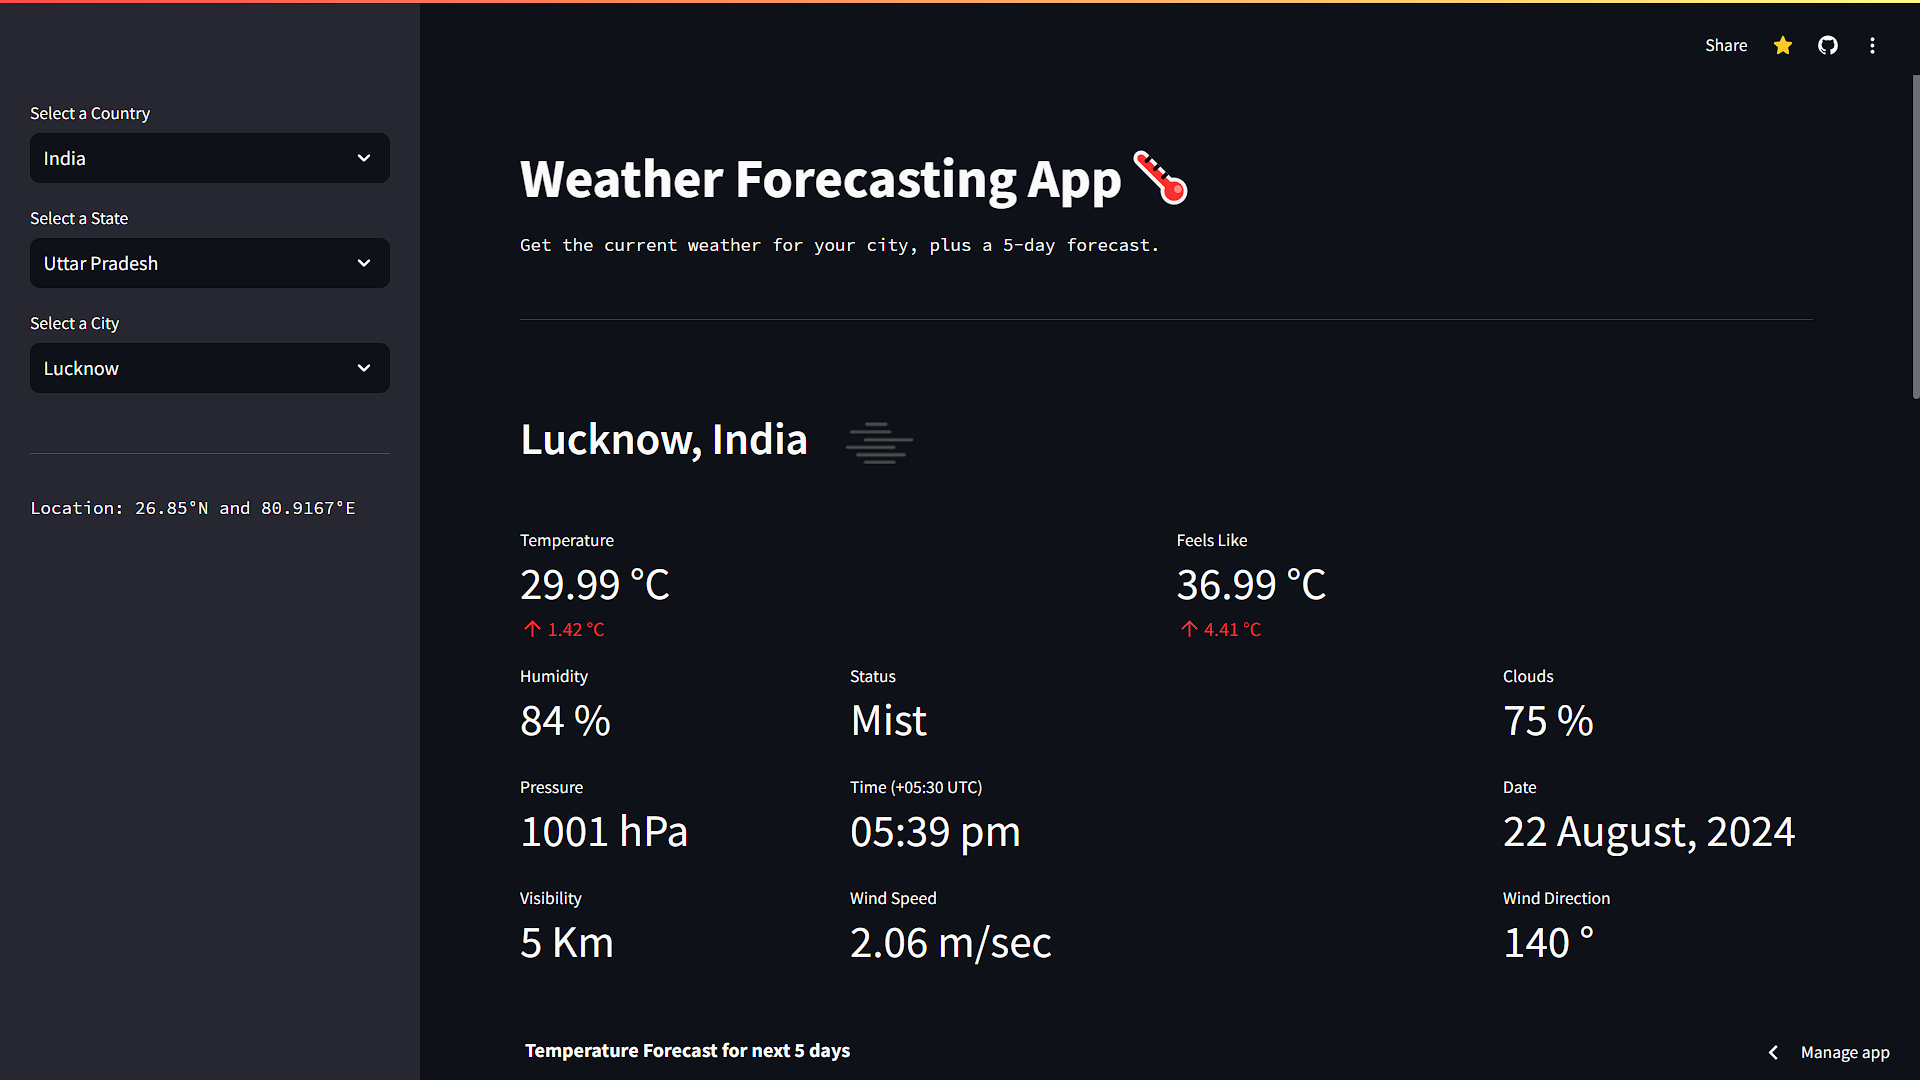 Share
Select a Country
India
Select a State
Uttar Pradesh
Select a City
Lucknow
Location: 26.85°N and 80.9167°E
Weather Forecasting App
Get the current weather for your city, plus a 5-day forecast.
Lucknow, India
Temperature
29.99 °C
1.42 °C
Feels Like
36.99 °C
4.41 °C
Humidity
84 %
Status
Mist
Clouds
75 %
Pressure
1001 hPa
Time (+05:30 UTC)
05:39 pm
Date
22 August, 2024
Visibility
5 Km
Wind Speed
2.06 m/sec
Wind Direction
140 °
Temperature Forecast for next 5 days
Manage app